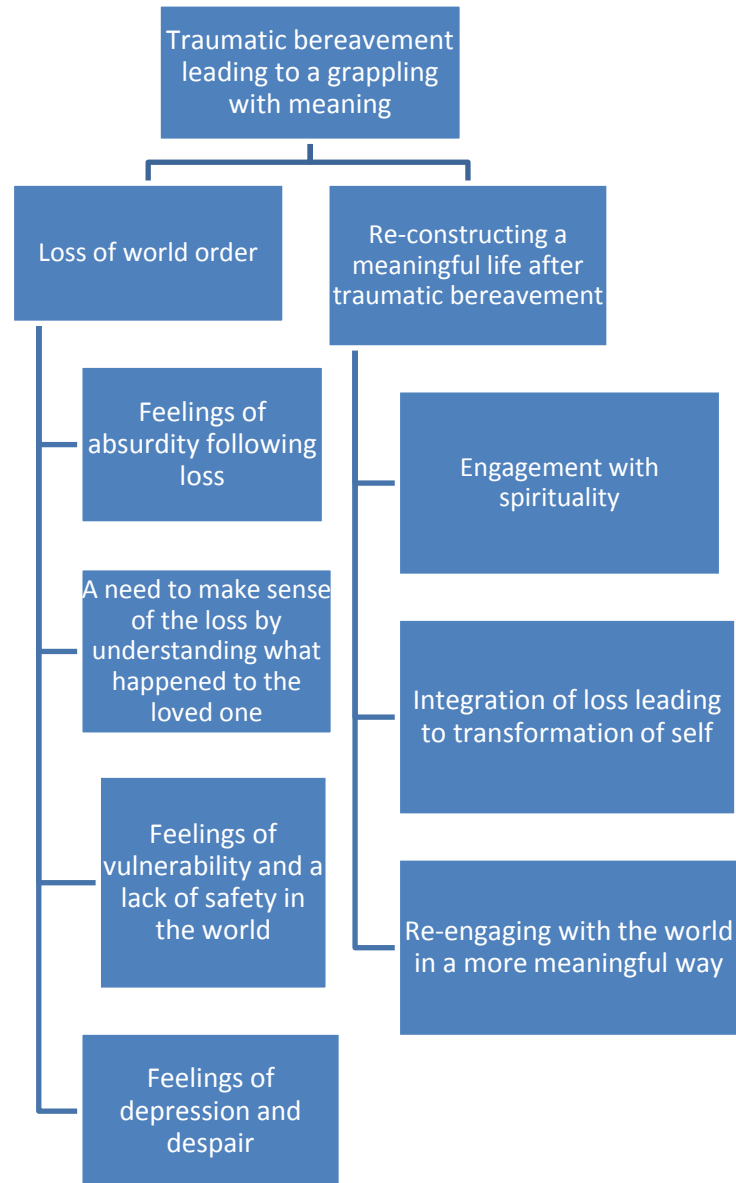 Traumatic bereavement
leading to a grappling
with meaning
Loss of world order
Re-constructing a
meaningful life after
traumatic bereavement
Feelings of
absurdity following
loss
A need to make sense
of the loss by
understanding what
happened to the
loved one
Feelings of
vulnerability and a
lack of safety in
the world
Feelings of
depression and
despair
Engagement with
spirituality
Integration of loss leading
to transformation of self
Re-engaging with the world
in a more meaningful way